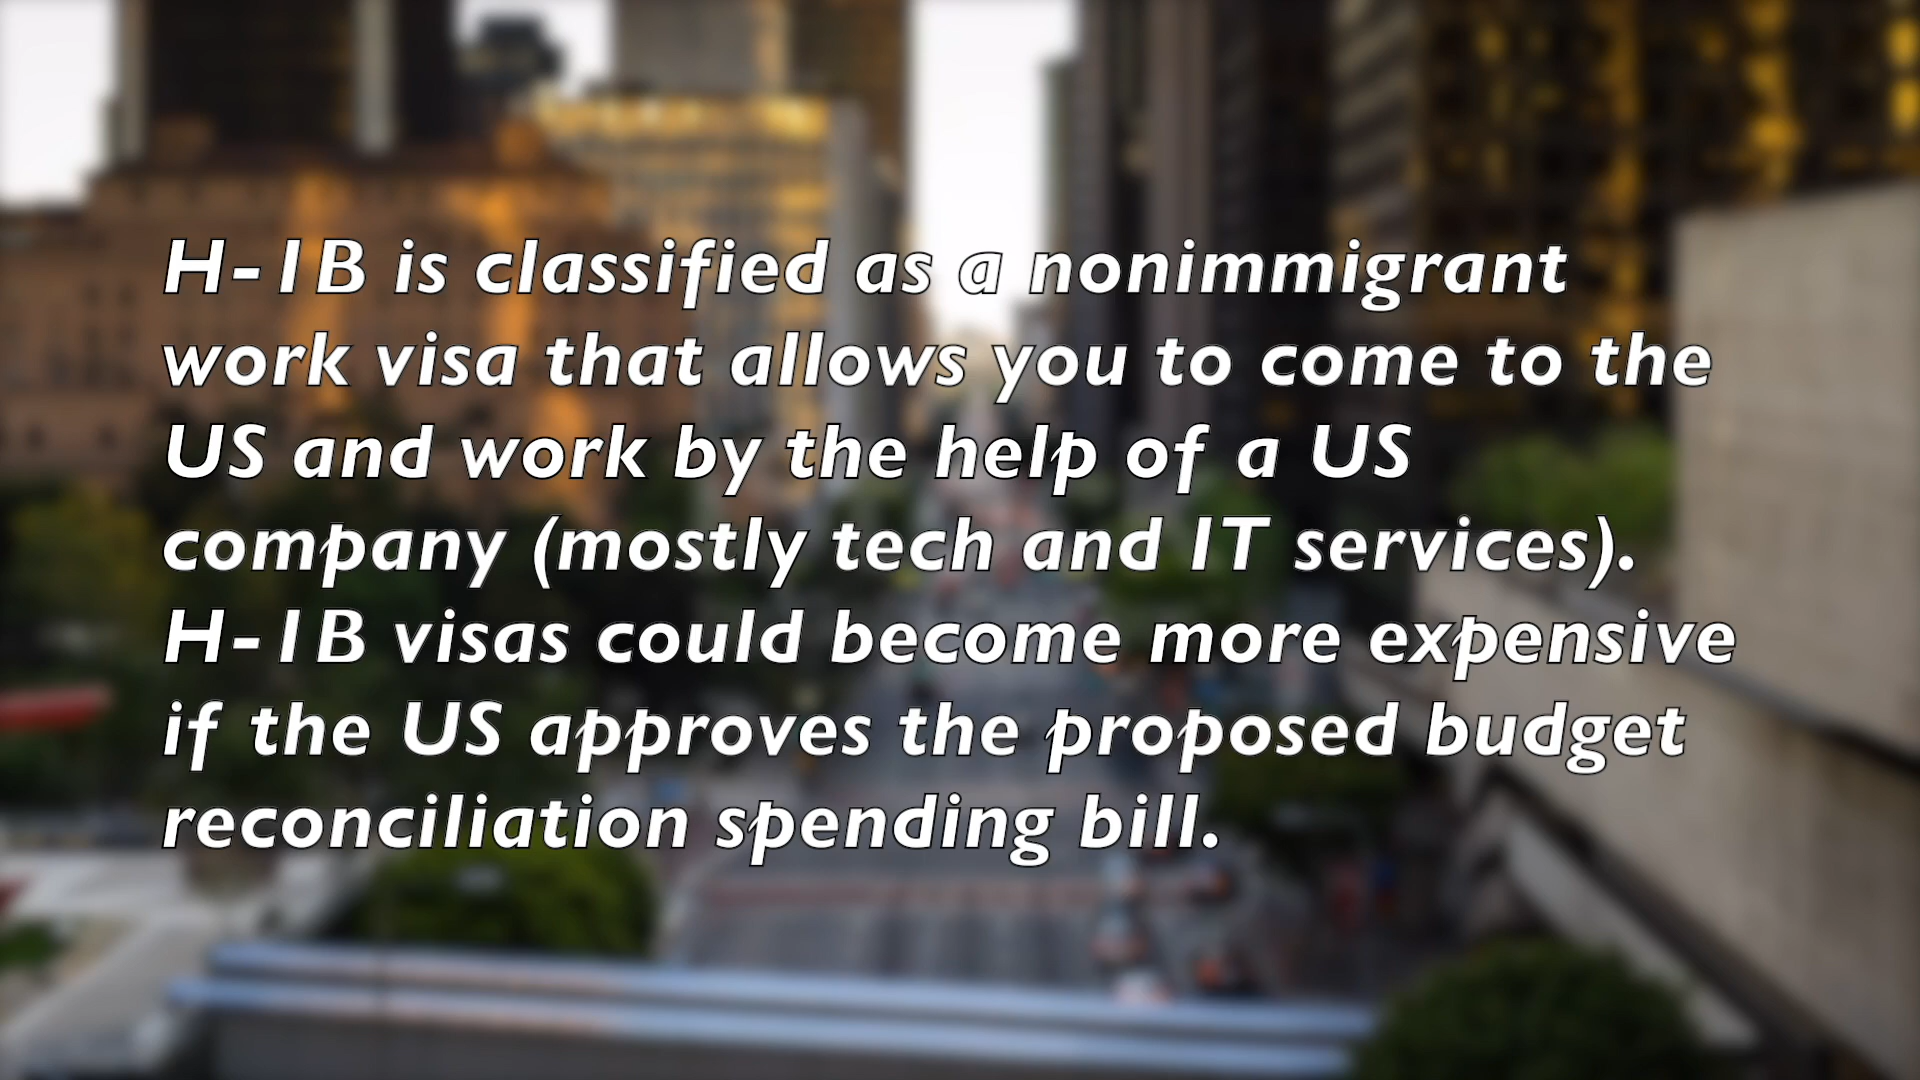 H-1B is classified as a nonimmigrant
work visa that allows you to come to the
US and work by the help of a US
company (mostly tech and IT services).
H-1B visas could become more expensive
if the US approves the proposed budget
reconciliation spending bill.